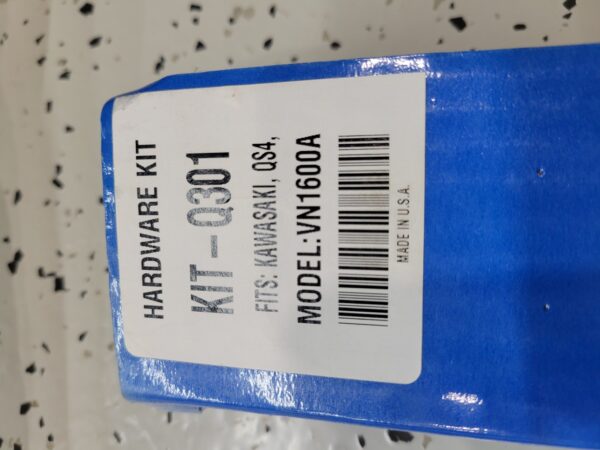 HARDWARE KIT
KIT-Q301
FITS: KAWASAKI, QS4,
MODEL:VN1600A
MADE IN U.S.A.